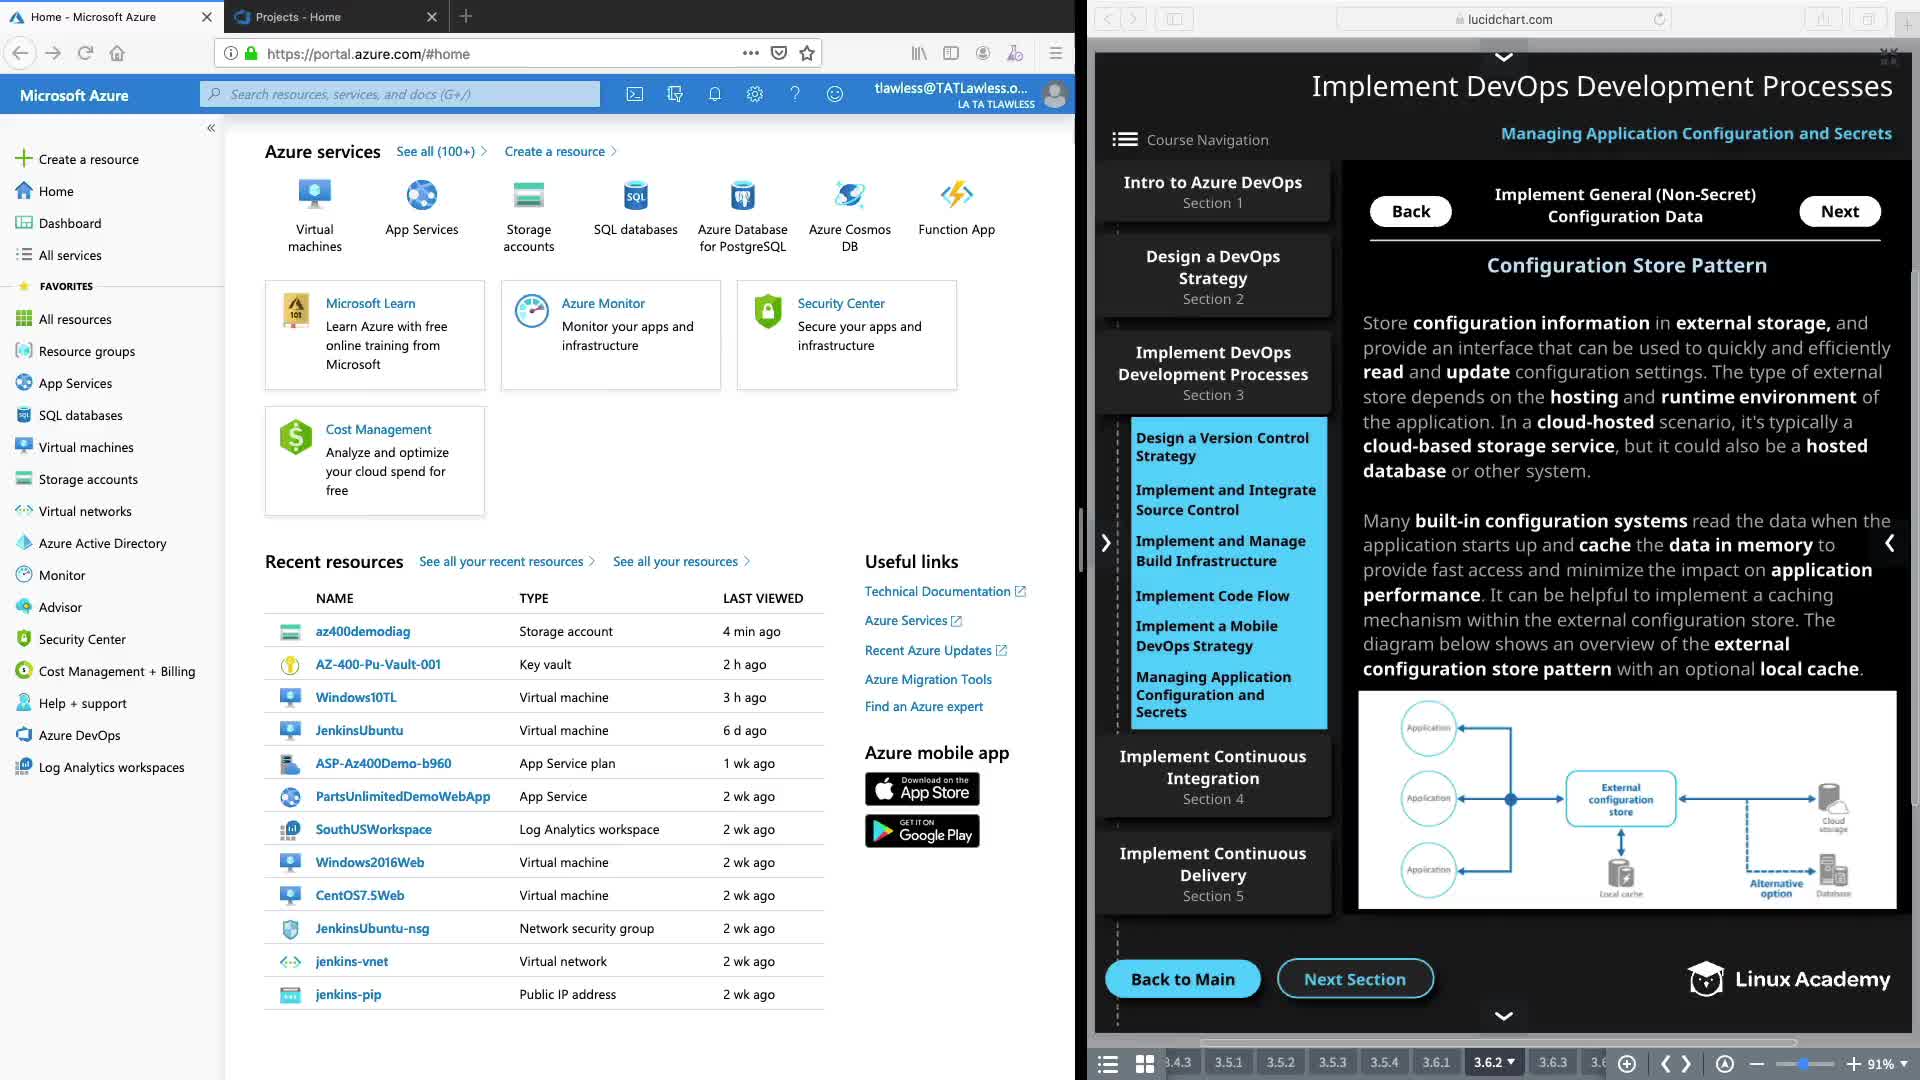 Home - Microsoft Azure
Projects - Home
https://portal.azure.com/#home
Microsoft Azure
Search resources, services, and docs (G+/)
tlawless@TATLawless.o...
LA TA TLAWLESS
Create a resource
Home
Dashboard
All services
FAVORITES
All resources
Resource groups
App Services
SQL databases
Virtual machines
Storage accounts
Virtual networks
Azure Active Directory
Monitor
Advisor
Security Center
Cost Management + Billing
Help + support
Azure DevOps
Log Analytics workspaces
Azure services
See all (100+)
Create a resource
Virtual
machines
App Services
Storage
accounts
SQL
SQL databases
Azure Database
for PostgreSQL
Azure Cosmos
DB
Function App
101
Microsoft Learn
Learn Azure with free
online training from
Microsoft
Azure Monitor
Monitor your apps and
infrastructure
Security Center
Secure your apps and
infrastructure
Cost Management
Analyze and optimize
your cloud spend for
free
Recent resources
See all your recent resources
See all your resources
NAME TYPE LAST VIEWED
az400demodiag Storage account 4 min ago
AZ-400-Pu-Vault-001 Key vault 2 h ago
Windows10TL Virtual machine 3 h ago
JenkinsUbuntu Virtual machine 6 d ago
ASP-Az400Demo-b960 App Service plan 1 wk ago
PartsUnlimitedDemoWebApp App Service 2 wk ago
SouthUSWorkspace Log Analytics workspace 2 wk ago
Windows2016Web Virtual machine 2 wk ago
CentOS7.5Web Virtual machine 2 wk ago
JenkinsUbuntu-nsg Network security group 2 wk ago
jenkins-vnet Virtual network 2 wk ago
jenkins-pip Public IP address 2 wk ago
Useful links
Technical Documentation
Azure Services
Recent Azure Updates
Azure Migration Tools
Find an Azure expert
Azure mobile app
Download on the
App Store
GET IT ON
Google Play
lucidchart.com
Implement DevOps Development Processes
Managing Application Configuration and Secrets
Course Navigation
Intro to Azure DevOps
Section 1
Design a DevOps
Strategy
Section 2
Implement DevOps
Development Processes
Section 3
Design a Version Control
Strategy
Implement and Integrate
Source Control
Implement and Manage
Build Infrastructure
Implement Code Flow
Implement a Mobile
DevOps Strategy
Managing Application
Configuration and
Secrets
Implement Continuous
Integration
Section 4
Implement Continuous
Delivery
Section 5
Back
Implement General (Non-Secret)
Configuration Data
Next
Configuration Store Pattern
Store configuration information in external storage, and
provide an interface that can be used to quickly and efficiently
read and update configuration settings. The type of external
store depends on the hosting and runtime environment of
the application. In a cloud-hosted scenario, it's typically a
cloud-based storage service, but it could also be a hosted
database or other system.
Many built-in configuration systems read the data when the
application starts up and cache the data in memory to
provide fast access and minimize the impact on application
performance. It can be helpful to implement a caching
mechanism within the external configuration store. The
diagram below shows an overview of the external
configuration store pattern with an optional local cache.
Application
Application
Application
External
configuration
store
Local cache
Cloud
storage
Alternative
option
Database
Back to Main
Next Section
Linux Academy
3.4.3 3.5.1 3.5.2 3.5.3 3.5.4 3.6.1 3.6.2 3.6.3
91%